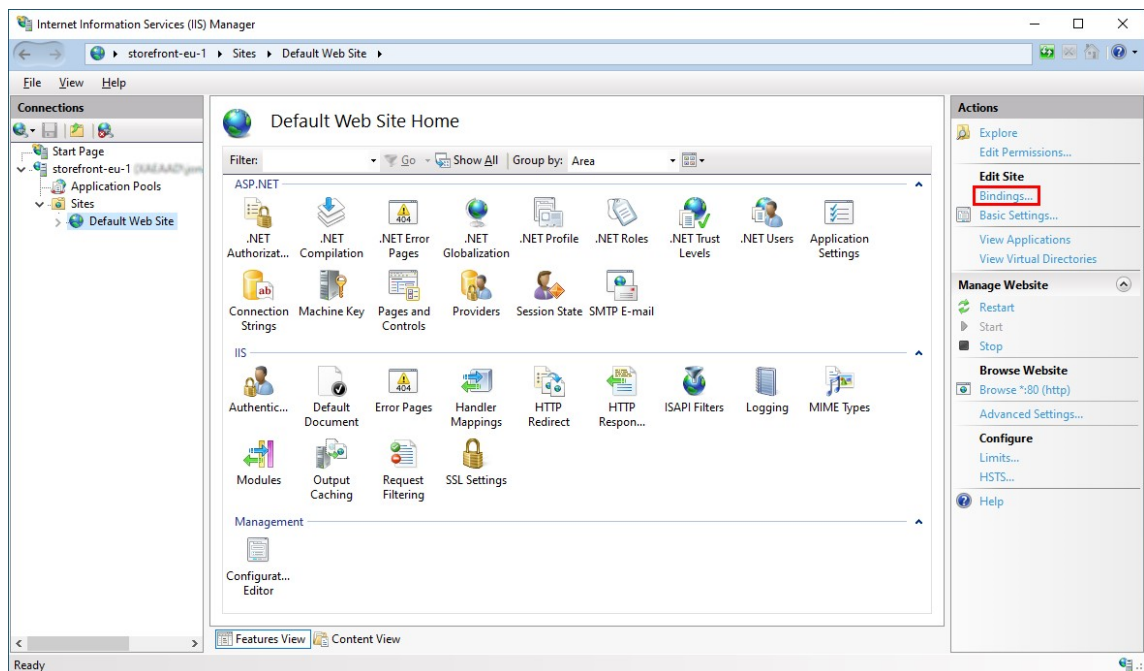 Internet Information Services (IIS) Manager
storefront-eu-1 Sites Default Web Site
File View Help
Connections
Start Page
storefront-eu-1
Application Pools
Sites
Default Web Site
Default Web Site Home
Filter: Go Show All Group by: Area
ASP.NET
.NET Authorizat...
.NET Compilation
.NET Error Pages
.NET Globalization
.NET Profile
.NET Roles
.NET Trust Levels
.NET Users
Application Settings
Connection Strings
Machine Key
Pages and Controls
Providers
Session State
SMTP E-mail
IIS
Authentic...
Default Document
Error Pages
Handler Mappings
HTTP Redirect
HTTP Respon...
ISAPI Filters
Logging
MIME Types
Modules
Output Caching
Request Filtering
SSL Settings
Management
Configurat... Editor
Features View Content View
Ready
Actions
Explore
Edit Permissions...
Edit Site
Bindings...
Basic Settings...
View Applications
View Virtual Directories
Manage Website
Restart
Start
Stop
Browse Website
Browse *:80 (http)
Advanced Settings...
Configure
Limits...
HSTS...
Help